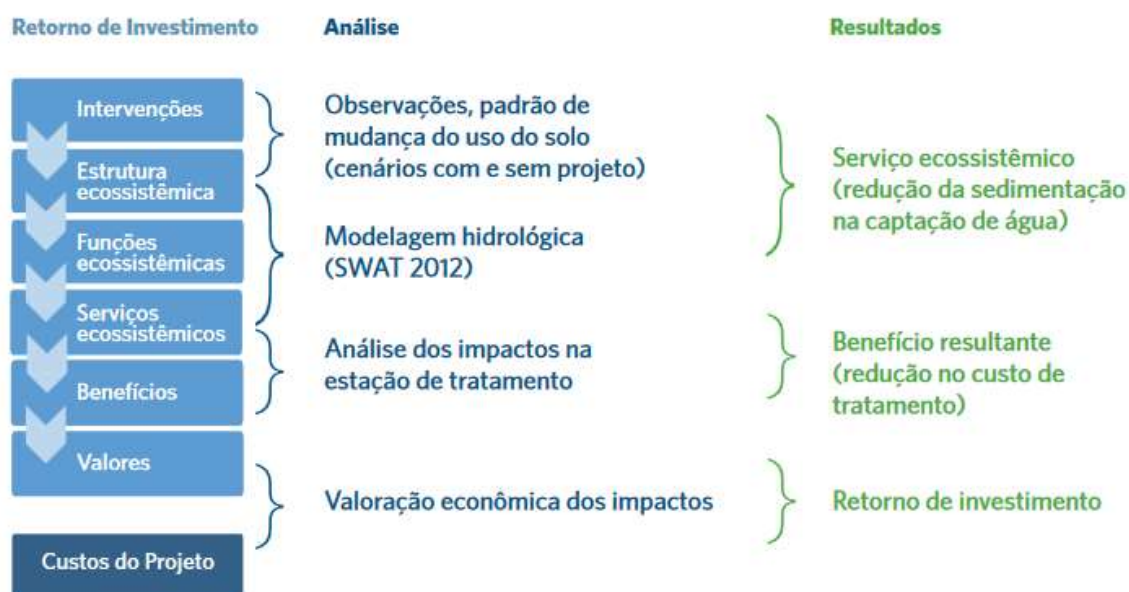 Retorno de Investimento
Análise
Resultados
Intervenções
Estrutura
ecossistêmica
Funções
ecossistêmicas
Serviços
ecossistêmicos
Benefícios
Valores
Custos do Projeto
Observações, padrão de
mudança do uso do solo
(cenários com e sem projeto)
Modelagem hidrológica
(SWAT 2012)
Análise dos impactos na
estação de tratamento
Valoração econômica dos impactos
Serviço ecossistêmico
(redução da sedimentação
na captação de água)
Benefício resultante
(redução no custo de
tratamento)
Retorno de investimento